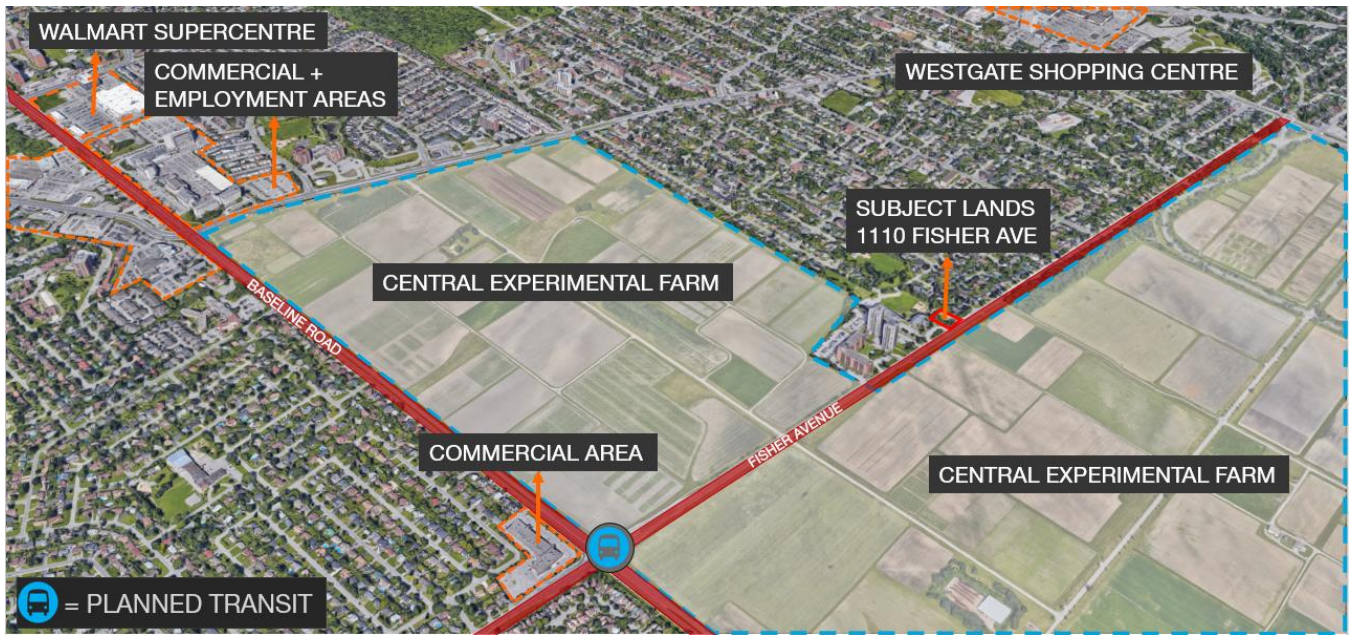 WALMART SUPERCENTRE
COMMERCIAL +
EMPLOYMENT AREAS
WESTGATE SHOPPING CENTRE
SUBJECT LANDS
1110 FISHER AVE
CENTRAL EXPERIMENTAL FARM
BASELINE ROAD
FISHER AVENUE
COMMERCIAL AREA
CENTRAL EXPERIMENTAL FARM
= PLANNED TRANSIT